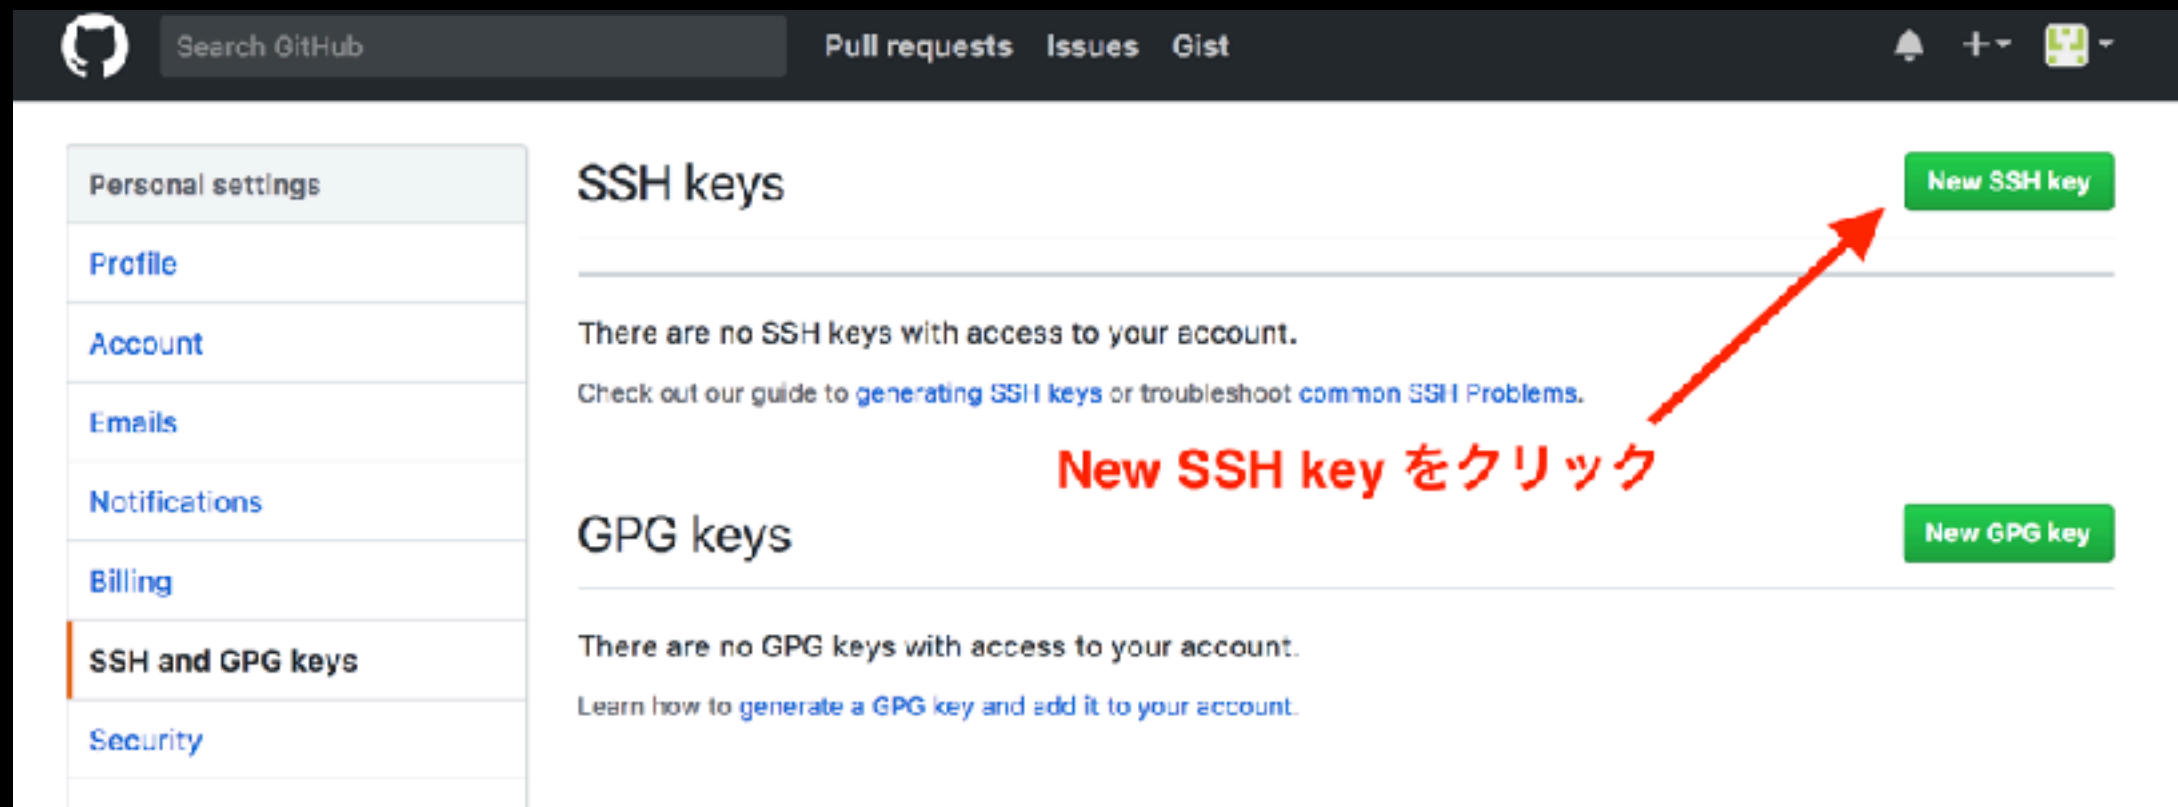 Search GitHub
Pull requests Issues Gist
Personal settings
Profile
Account
Emails
Notifications
Billing
SSH and GPG keys
Security
SSH keys
New SSH key
There are no SSH keys with access to your account.
Check out our guide to generating SSH keys or troubleshoot common SSH Problems.
New SSH key をクリック
GPG keys
New GPG key
There are no GPG keys with access to your account.
Learn how to generate a GPG key and add it to your account.